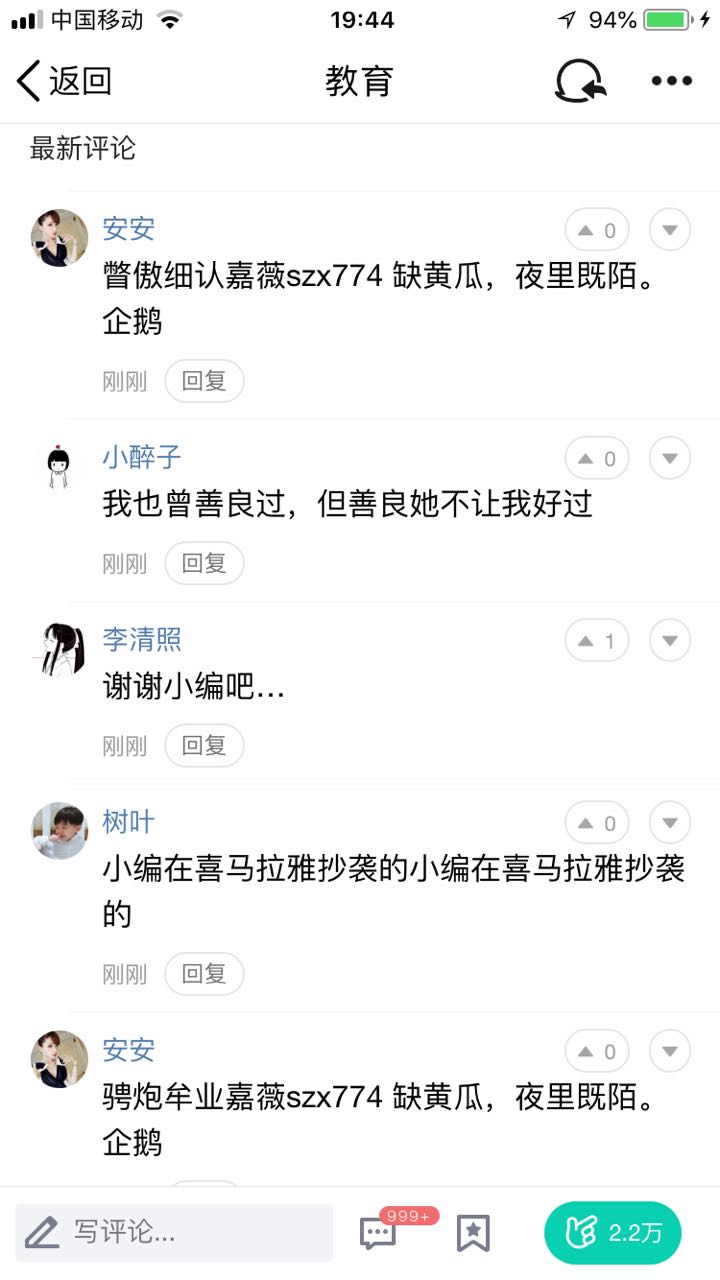 中国移动 19:44 94%
返回 教育
最新评论
安安 0
瞥傲细认嘉薇szx774 缺黄瓜，夜里既陌。
企鹅
刚刚 回复
小醉子 0
我也曾善良过，但善良她不让我好过
刚刚 回复
李清照 1
谢谢小编吧...
刚刚 回复
树叶 0
小编在喜马拉雅抄袭的小编在喜马拉雅抄袭
的
刚刚 回复
安安 0
骋炮牟业嘉薇szx774 缺黄瓜，夜里既陌。
企鹅
写评论... 999+ 2.2万